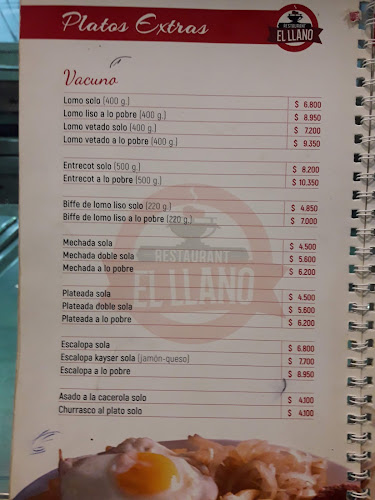 Platos Extras
RESTAURANT
EL LLANO
Vacuno
Lomo solo (400 g.) $ 6.800
Lomo liso a lo pobre (400 g.) $ 8.950
Lomo vetado solo (400 g.) $ 7.200
Lomo vetado a lo pobre (400 g.) $ 9.350
Entrecot solo (500 g.) $ 8.200
Entrecot a lo pobre (500 g.) $ 10.350
Biffe de lomo liso solo (220 g.) $ 4.850
Biffe de lomo liso a lo pobre (220 g.) $ 7.000
Mechada sola $ 4.500
Mechada doble sola $ 5.600
Mechada a lo pobre $ 6.200
RESTAURANT
EL LLANO
Plateada sola $ 4.500
Plateada doble sola $ 5.600
Plateada a lo pobre $ 6.200
Escalopa sola $ 6.800
Escalopa kayser sola (jamón-queso) $ 7.700
Escalopa a lo pobre $ 8.950
Asado a la cacerola solo $ 4.100
Churrasco al plato solo $ 4.100